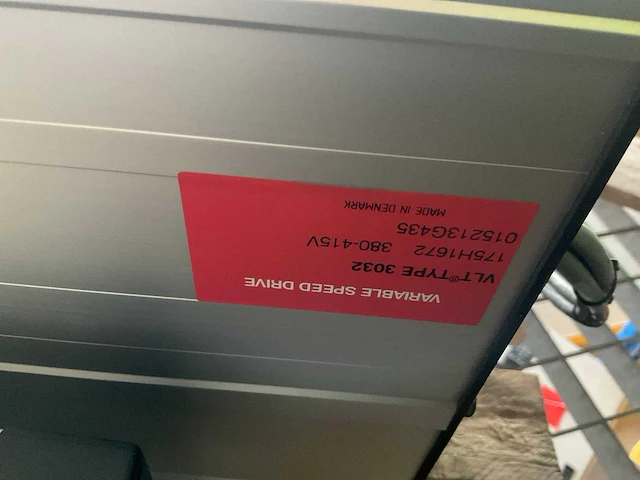 VARIABLE SPEED DRIVE
VLT® TYPE 3032
175H1672 380-415V
015213G435
MADE IN DENMARK